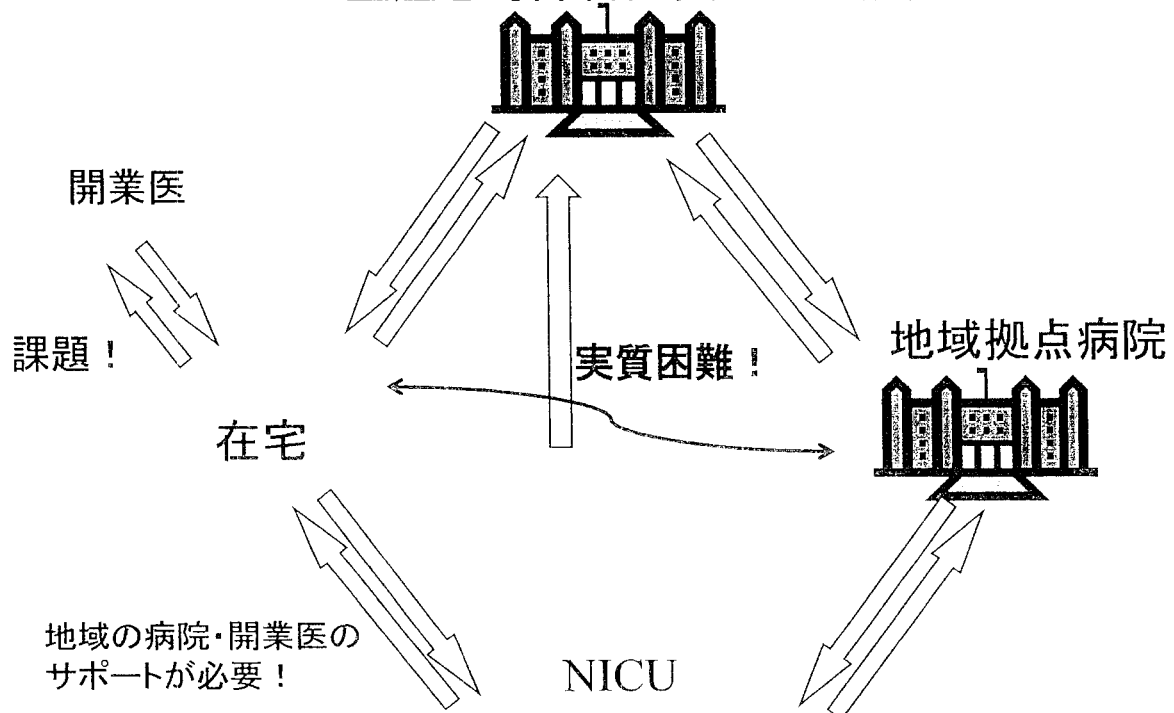 開業医
課題！
実質困難！
地域拠点病院
在宅
地域の病院・開業医の
サポートが必要！
NICU